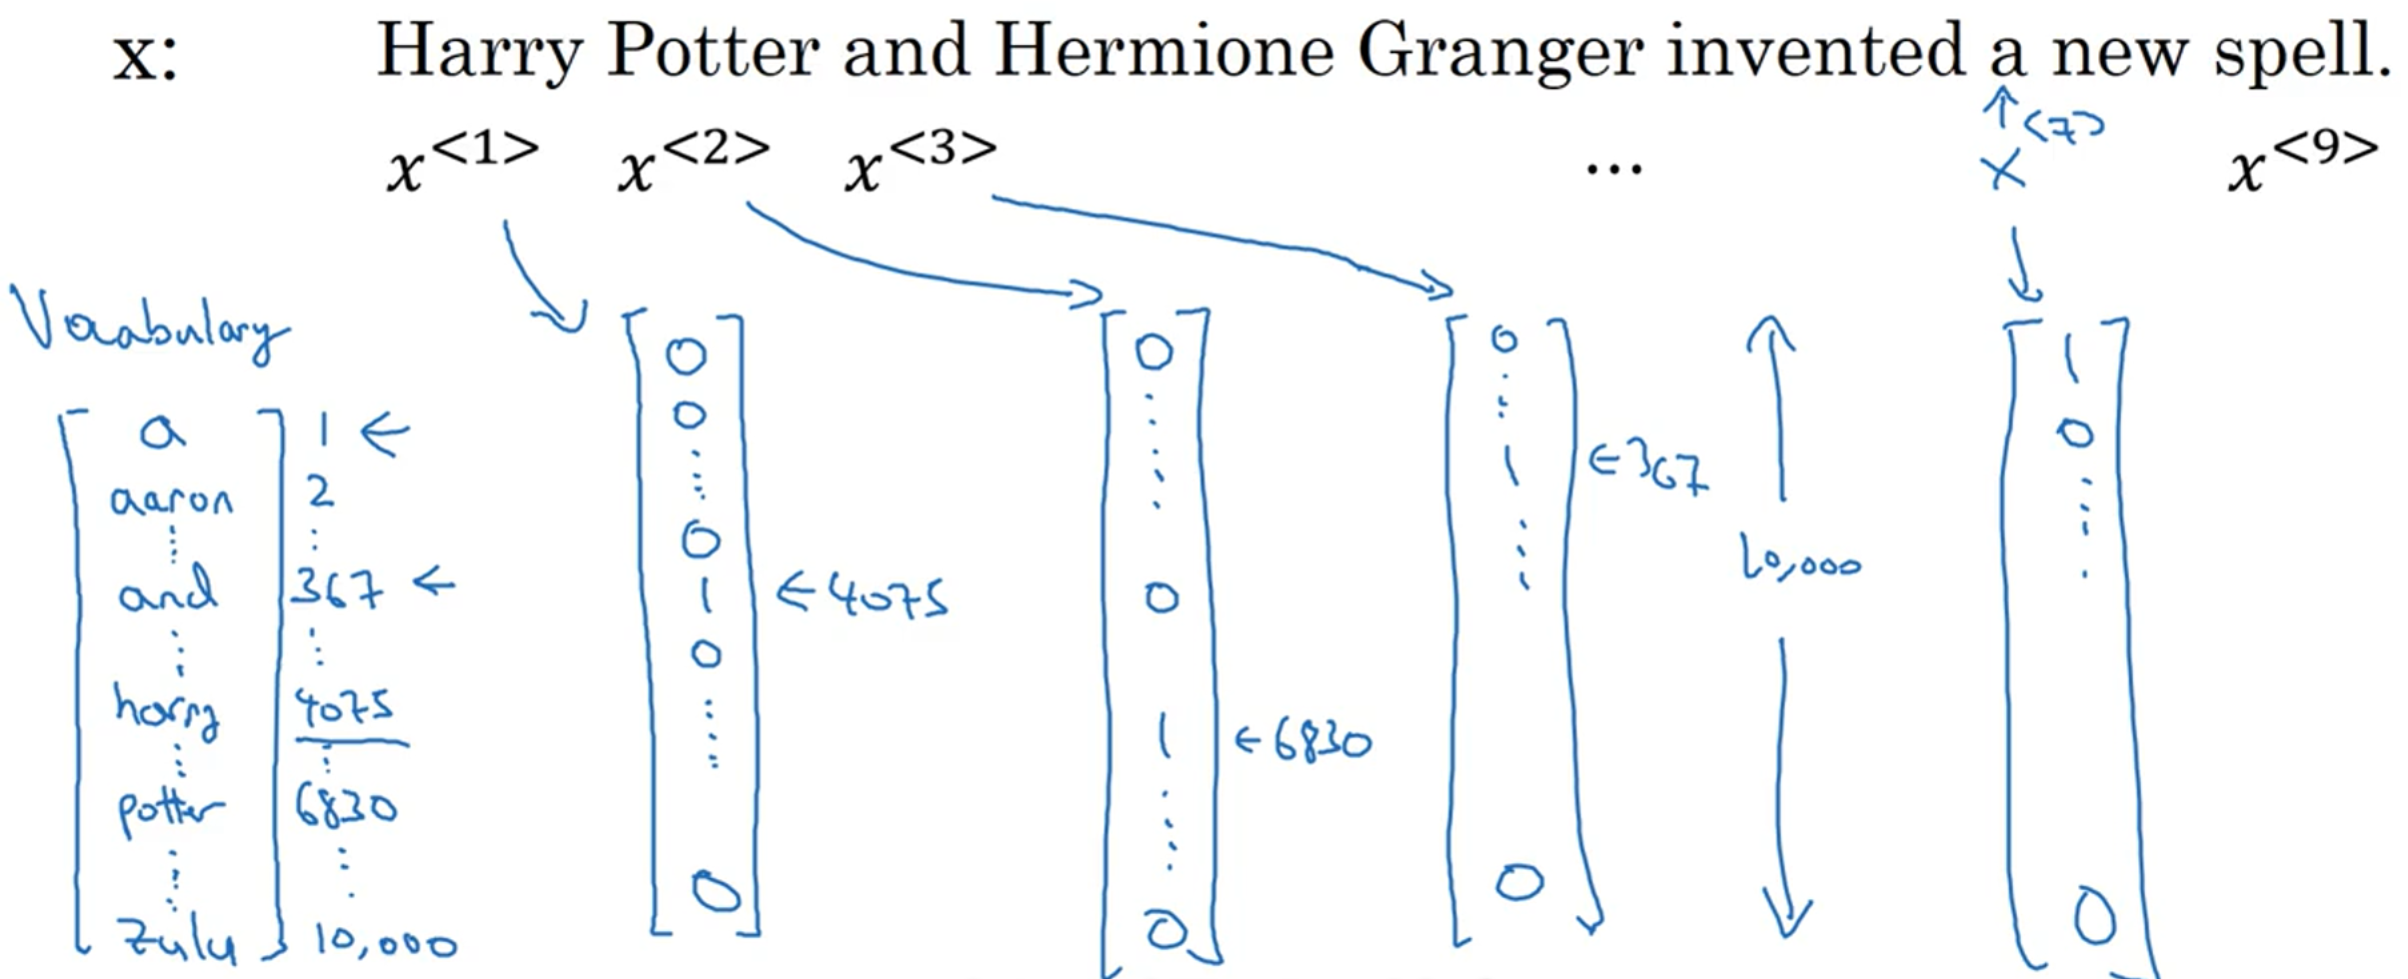 x: Harry Potter and Hermione Granger invented a new spell.
x<1> x<2> x<3> ... x<7> x<9>
Vocabulary
a 1 ←
aaron 2
and 367 ←
harry 4075
potter 6830
zulu 10,000
0
0
0
1 ← 4075
0
0
0
0
1 ← 6830
0
0
1 ← 367
0
10,000
1
0
0